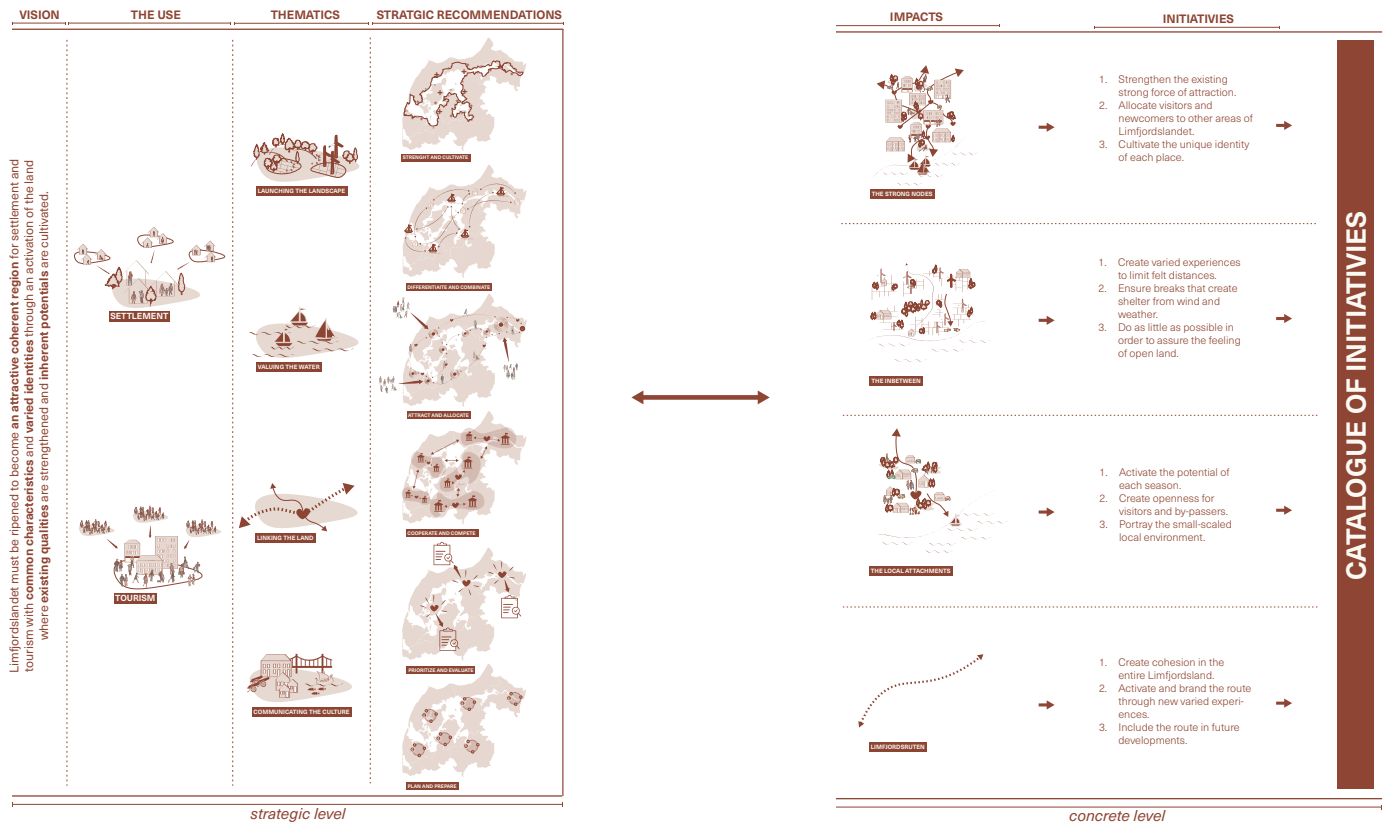 VISION
THE USE
THEMATICS
STRATGIC RECOMMENDATIONS
Limfjordslandet must be ripened to become an attractive coherent region for settlement and
tourism with common characteristics and varied identities through an activation of the land
where existing qualities are strengthened and inherent potentials are cultivated.
SETTLEMENT
TOURISM
LAUNCHING THE LANDSCAPE
VALUING THE WATER
LINKING THE LAND
COMMUNICATING THE CULTURE
STRENGHT AND CULTIVATE
DIFFERENTIAITE AND COMBINATE
ATTRACT AND ALLOCATE
COOPERATE AND COMPETE
PRIORITIZE AND EVALUATE
PLAN AND PREPARE
strategic level
IMPACTS
INITIATIVIES
THE STRONG NODES
1. Strengthen the existing
strong force of attraction.
2. Allocate visitors and
newcomers to other areas of
Limfjordslandet.
3. Cultivate the unique identity
of each place.
THE INBETWEEN
1. Create varied experiences
to limit felt distances.
2. Ensure breaks that create
shelter from wind and
weather.
3. Do as little as possible in
order to assure the feeling
of open land.
THE LOCAL ATTACHMENTS
1. Activate the potential of
each season.
2. Create openness for
visitors and by-passers.
3. Portray the small-scaled
local environment.
LIMFJORDSRUTEN
1. Create cohesion in the
entire Limfjordsland.
2. Activate and brand the route
through new varied experi-
ences.
3. Include the route in future
developments.
CATALOGUE OF INITIATIVIES
concrete level